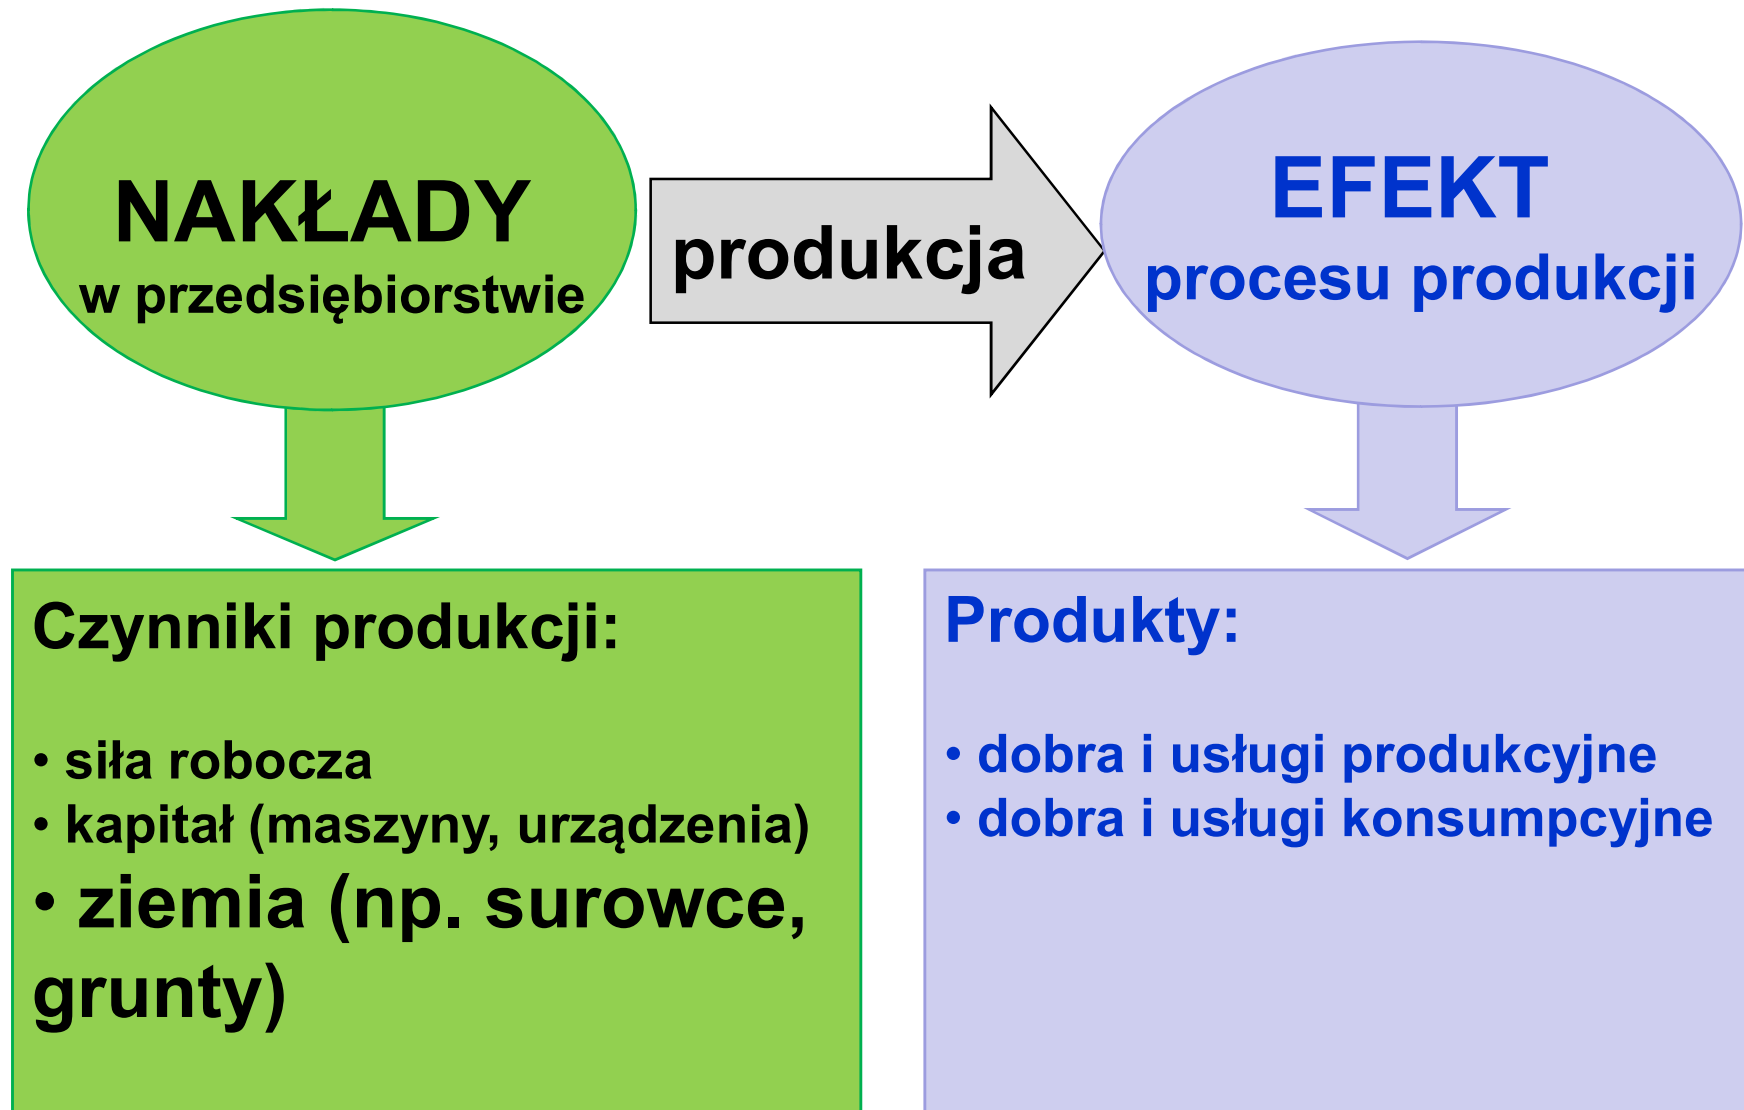 NAKŁADY
w przedsiębiorstwie
produkcja
EFEKT
procesu produkcji
Czynniki produkcji:
• siła robocza
• kapitał (maszyny, urządzenia)
• ziemia (np. surowce,
grunty)
Produkty:
• dobra i usługi produkcyjne
• dobra i usługi konsumpcyjne